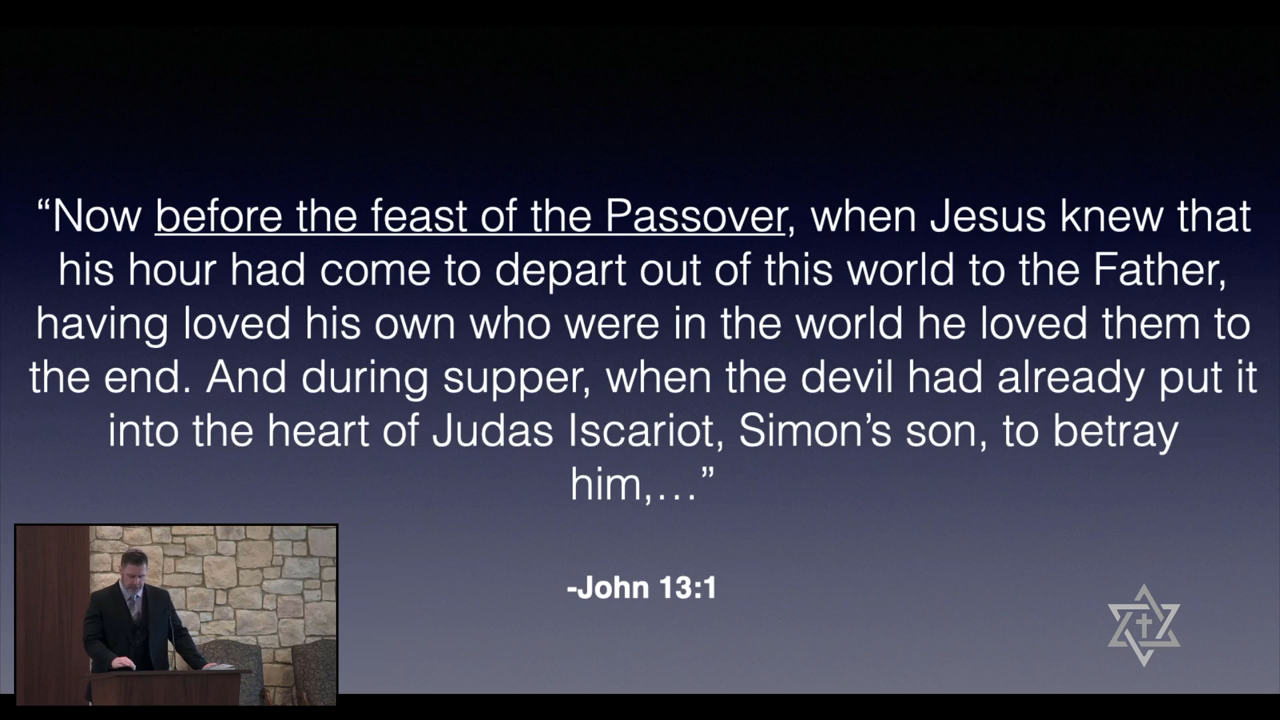 “Now before the feast of the Passover, when Jesus knew that
his hour had come to depart out of this world to the Father,
having loved his own who were in the world he loved them to
the end. And during supper, when the devil had already put it
into the heart of Judas Iscariot, Simon’s son, to betray
him,…”
-John 13:1